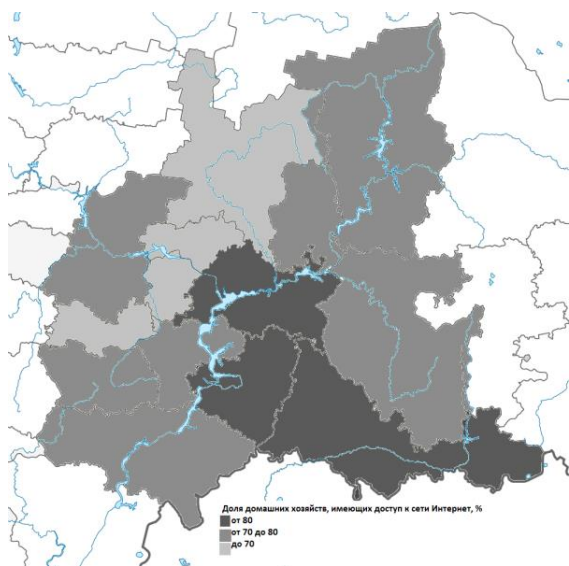 Доля домашних хозяйств, имеющих доступ к сети Интернет, %
от 80
от 70 до 80
до 70